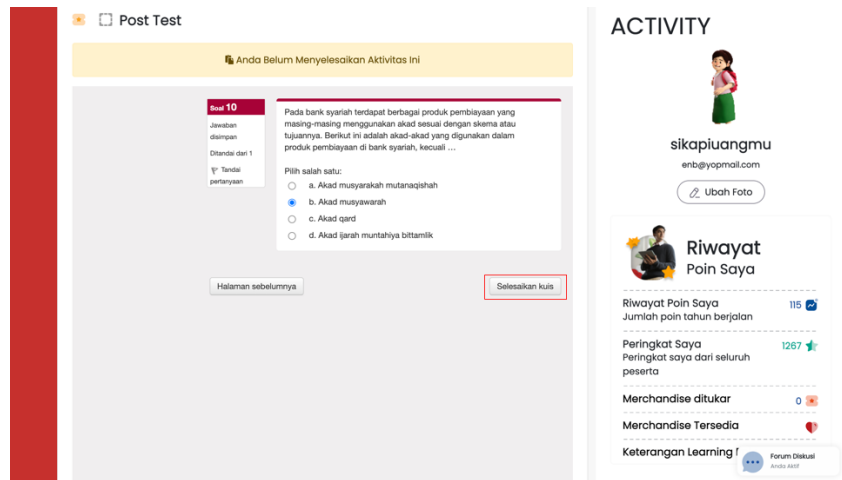 Post Test
Anda Belum Menyelesaikan Aktivitas Ini
Soal 10
Jawaban
disimpan
Ditandai dari 1
Tandai
pertanyaan
Pada bank syariah terdapat berbagai produk pembiayaan yang
masing-masing menggunakan akad sesuai dengan skema atau
tujuannya. Berikut ini adalah akad-akad yang digunakan dalam
produk pembiayaan di bank syariah, kecuali ...
Pilih salah satu:
a. Akad musyarakah mutanaqishah
b. Akad musyawarah
c. Akad qard
d. Akad ijarah muntahiya bittamlik
Halaman sebelumnya
Selesaikan kuis
ACTIVITY
sikapiuangmu
enb@yopmail.com
Ubah Foto
Riwayat
Poin Saya
Riwayat Poin Saya 115
Jumlah poin tahun berjalan
Peringkat Saya 1267
Peringkat saya dari seluruh
peserta
Merchandise ditukar 0
Merchandise Tersedia
Keterangan Learning
Forum Diskusi
Anda Aktif